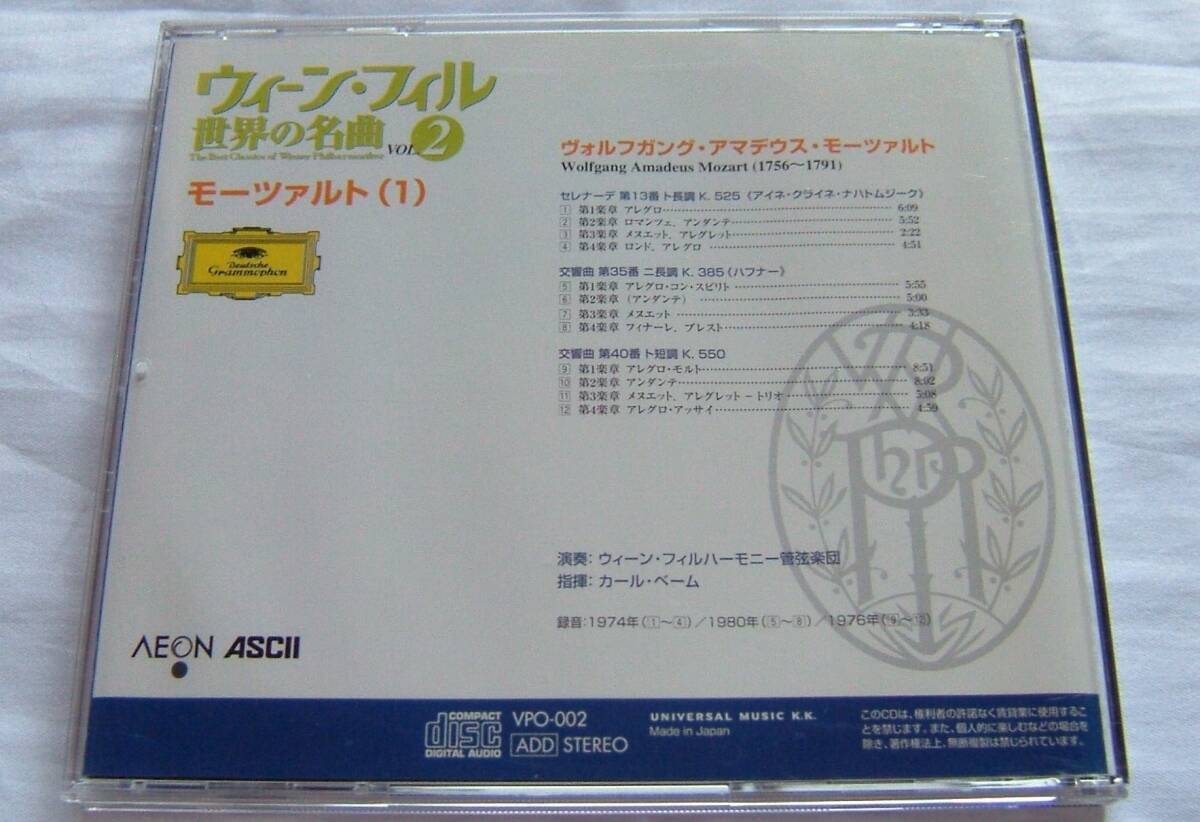 ウィーン・フィル
世界の名曲 VOL.2
The Best Classics of Wiener Philharmoniker
モーツァルト(1)
Deutsche
Grammophon
ヴォルフガング・アマデウス・モーツァルト
Wolfgang Amadeus Mozart (1756〜1791)
セレナーデ 第13番 ト長調 K. 525 《アイネ・クライネ・ナハトムジーク》
1 第1楽章 アレグロ 6:09
2 第2楽章 ロマンツェ、アンダンテ 5:52
3 第3楽章 メヌエット、アレグレット 2:22
4 第4楽章 ロンド、アレグロ 4:51
交響曲 第35番 ニ長調 K. 385 《ハフナー》
5 第1楽章 アレグロ・コン・スピリト 5:55
6 第2楽章 (アンダンテ) 5:00
7 第3楽章 メヌエット 3:33
8 第4楽章 フィナーレ、プレスト 4:18
交響曲 第40番 ト短調 K. 550
9 第1楽章 アレグロ・モルト 8:51
10 第2楽章 アンダンテ 8:02
11 第3楽章 メヌエット、アレグレット－トリオ 5:08
12 第4楽章 アレグロ・アッサイ 4:59
演奏: ウィーン・フィルハーモニー管弦楽団
指揮: カール・ベーム
録音: 1974年(1〜4)/1980年(5〜8)/1976年(9〜12)
AEON ASCII
COMPACT
disc
DIGITAL AUDIO
VPO-002
ADD STEREO
UNIVERSAL MUSIC K.K.
Made in Japan
このCDは、権利者の許諾なく賃貸業に使用するこ
とを禁じます。また、個人的に楽しむなどの場合を
除き、著作権法上、無断複製は禁じられています。